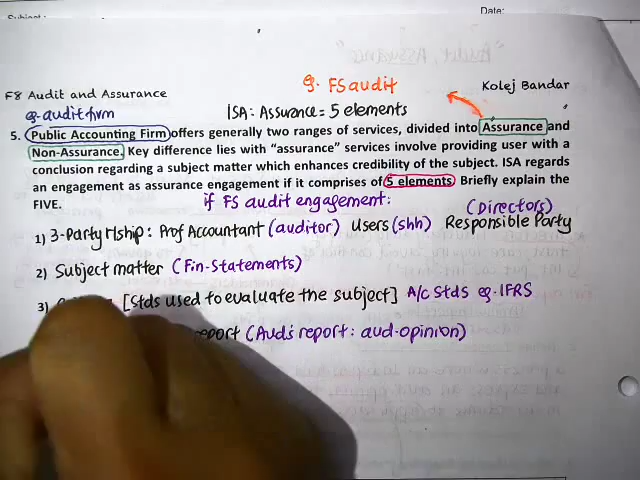 Date:
Subject:
eg. FS audit
F8 Audit and Assurance Kolej Bandar
eg. audit firm ISA: Assurance = 5 elements
5. Public Accounting Firm offers generally two ranges of services, divided into Assurance and
Non-Assurance. Key difference lies with “assurance” services involve providing user with a
conclusion regarding a subject matter which enhances credibility of the subject. ISA regards
an engagement as assurance engagement if it comprises of 5 elements. Briefly explain the
FIVE.
if FS audit engagement: (Directors)
1) 3-Party r/ship: Prof Accountant (auditor) Users (shh) Responsible Party
2) Subject matter (Fin-Statements)
3) [Stds used to evaluate the subject] A/c Stds eg. IFRS
report (Aud's report: aud-opinion)